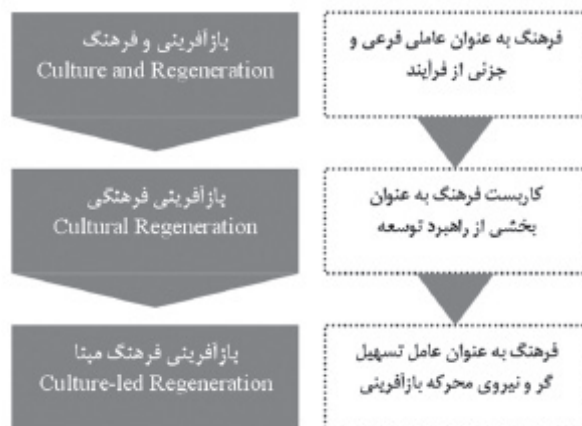 بازآفرینی و فرهنگ
Culture and Regeneration
فرهنگ به عنوان عاملی فرعی و
جزئی از فرآیند
بازآفرینی فرهنگی
Cultural Regeneration
کاربست فرهنگ به عنوان
بخشی از راهبرد توسعه
بازآفرینی فرهنگ مبنا
Culture-led Regeneration
فرهنگ به عنوان عامل تسهیل
گر و نیروی محرکه بازآفرینی